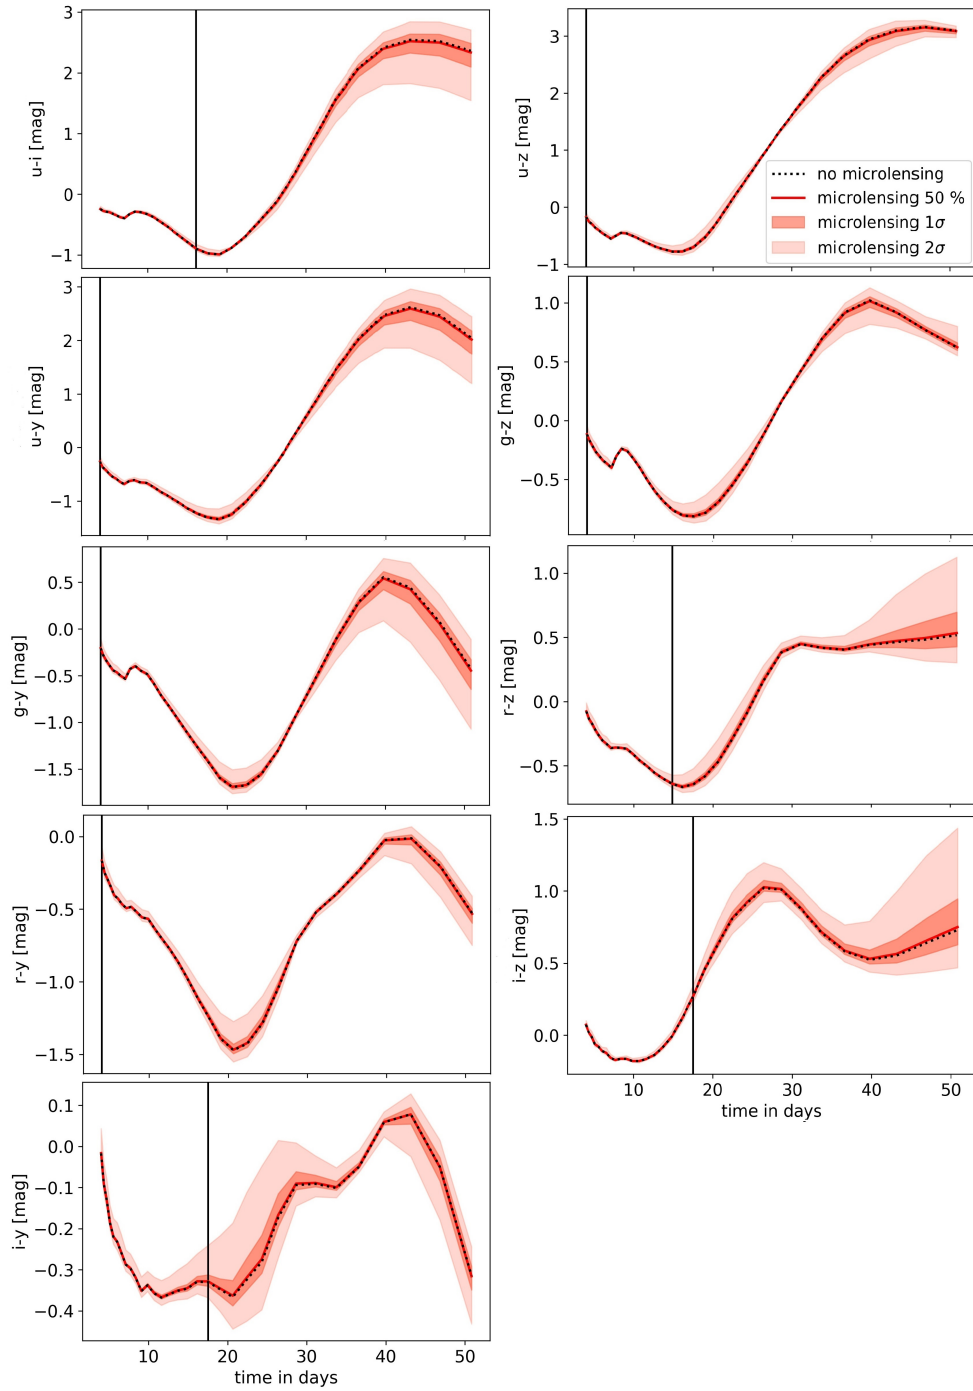 3
2
1
0
−1
u-i [mag]
3
2
1
0
−1
u-z [mag]
no microlensing
microlensing 50 %
microlensing 1σ
microlensing 2σ
3
2
1
0
−1
u-y [mag]
1.0
0.5
0.0
−0.5
g-z [mag]
0.5
0.0
−0.5
−1.0
−1.5
g-y [mag]
1.0
0.5
0.0
−0.5
r-z [mag]
0.0
−0.5
−1.0
−1.5
r-y [mag]
1.5
1.0
0.5
0.0
i-z [mag]
10 20 30 40 50
time in days
0.1
0.0
−0.1
−0.2
−0.3
−0.4
i-y [mag]
10 20 30 40 50
time in days